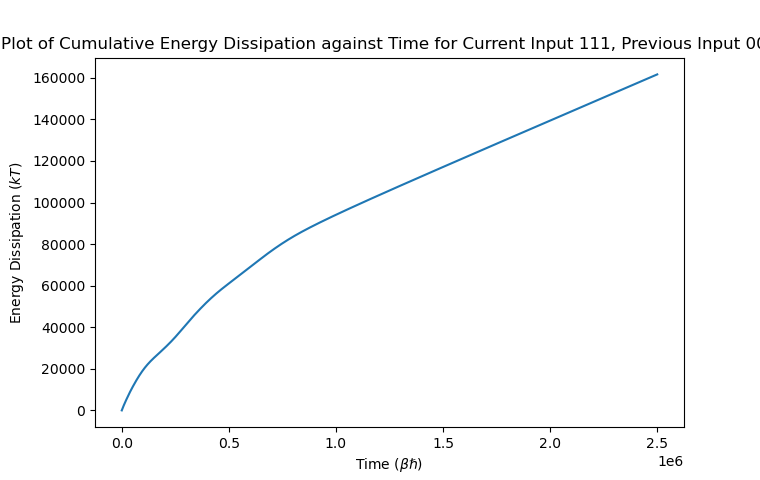 Plot of Cumulative Energy Dissipation against Time for Current Input 111, Previous Input 00
160000
140000
120000
100000
80000
60000
40000
20000
0
Energy Dissipation (kT)
0.0 0.5 1.0 1.5 2.0 2.5
1e6
Time (βħ)